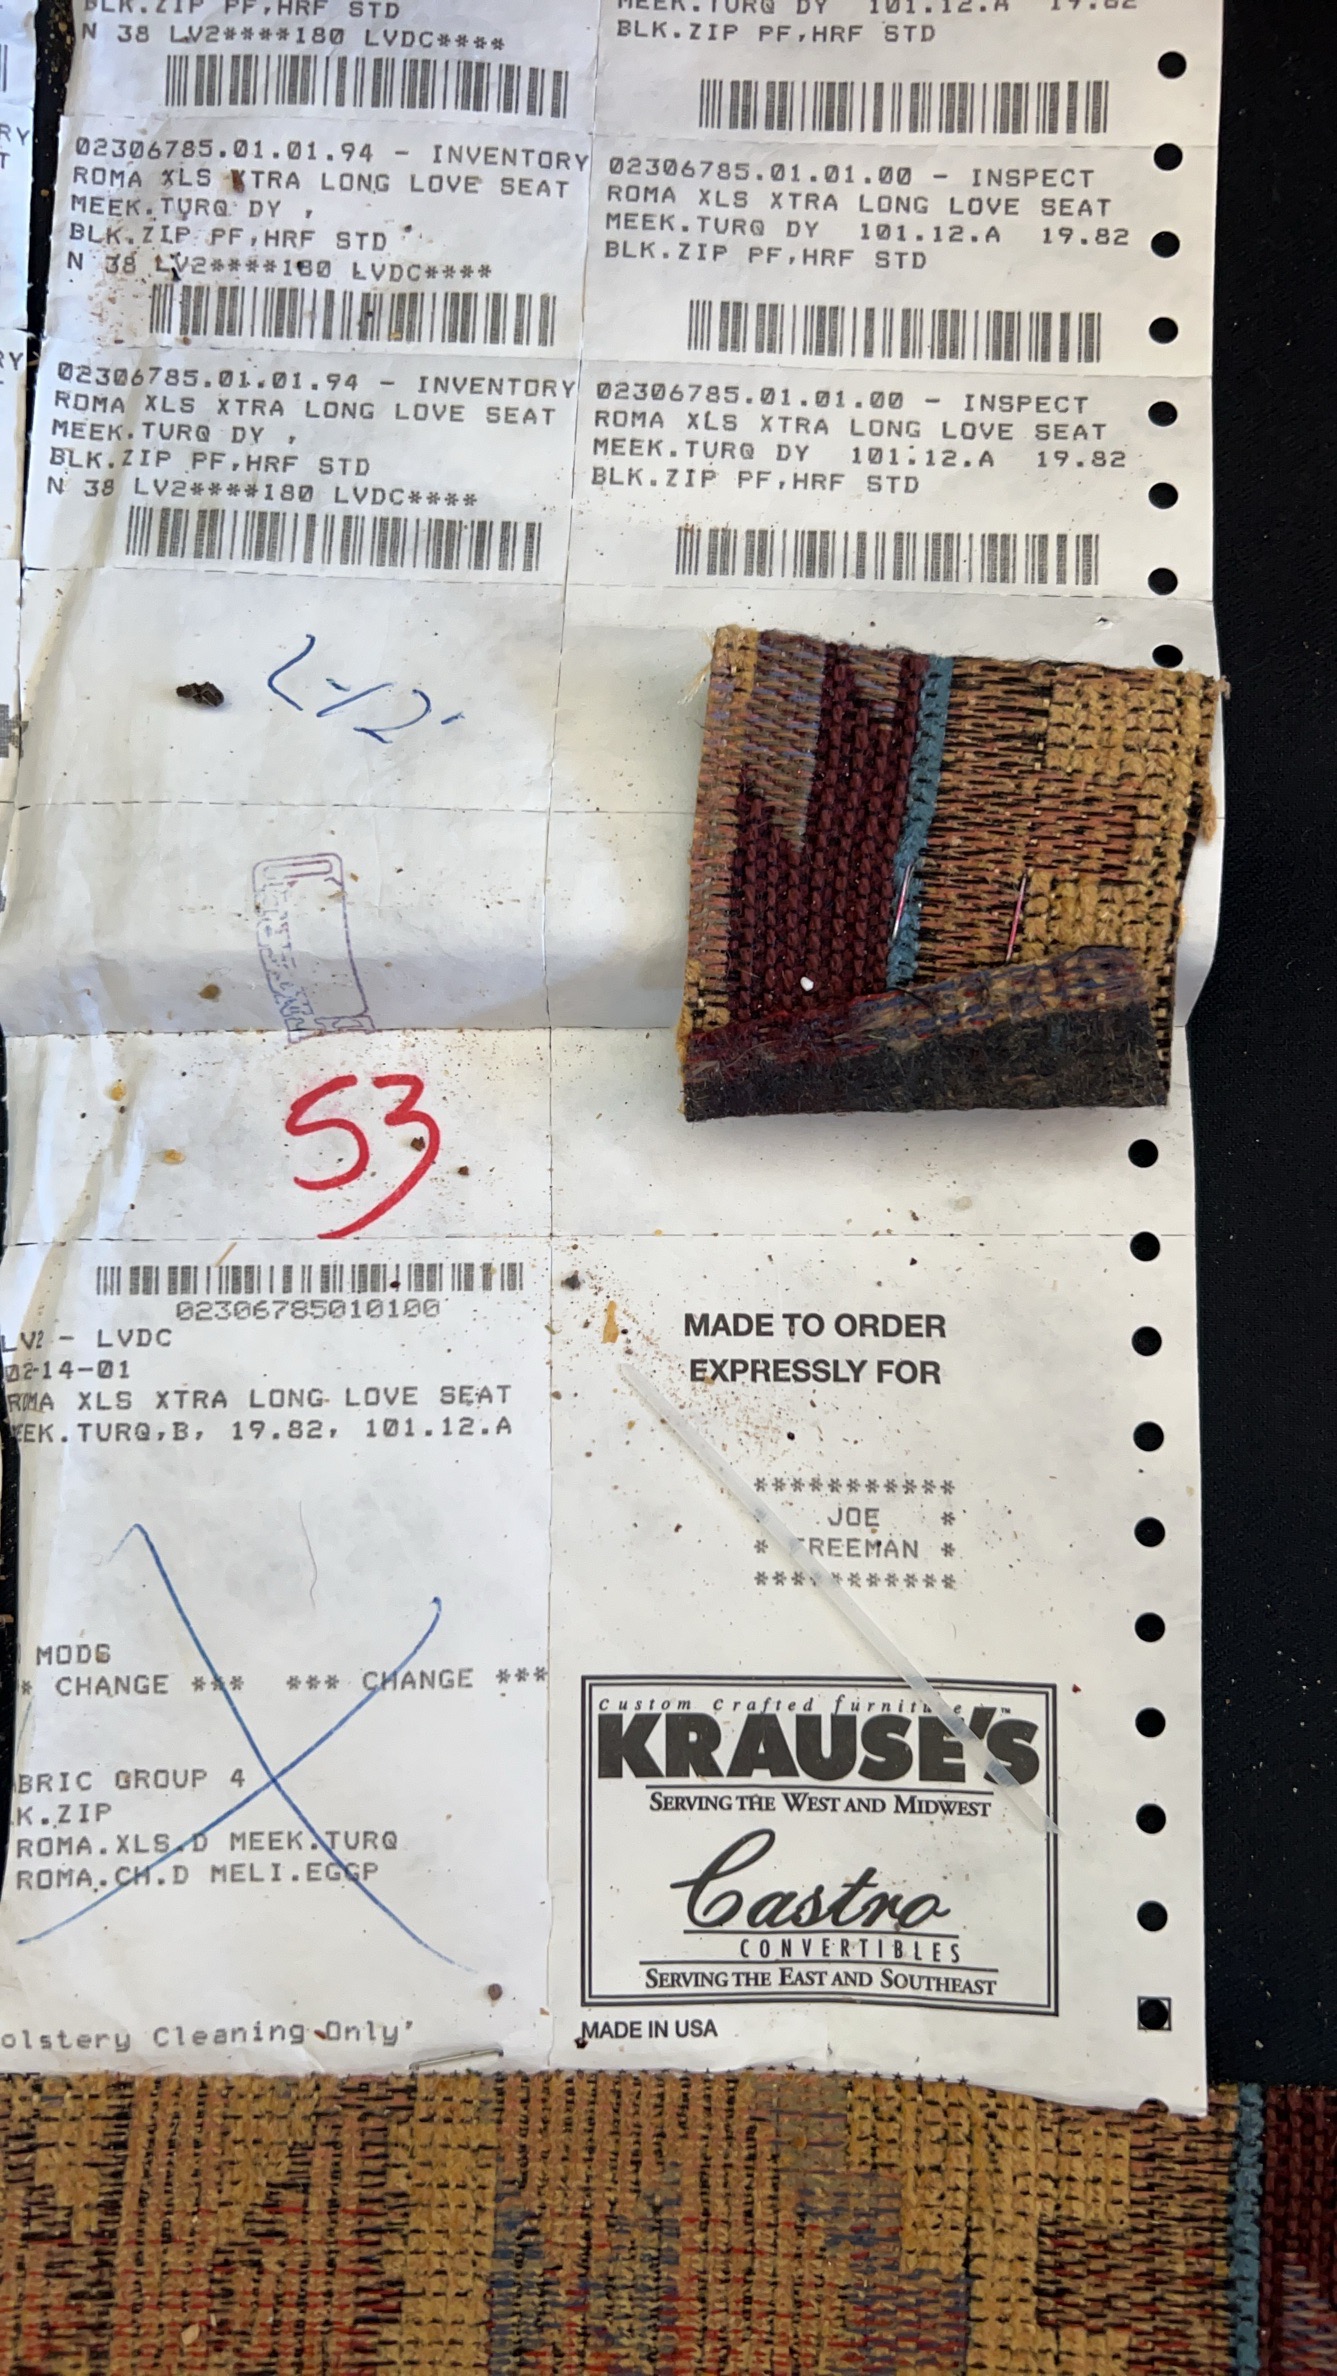 BLK.ZIP PF,HRF STD
N 38 LV2****180 LVDC****
MEEK.TURQ DY 101.12.A 19.82
BLK.ZIP PF,HRF STD
02306785.01.01.94 - INVENTORY
ROMA XLS XTRA LONG LOVE SEAT
MEEK.TURQ DY ,
BLK.ZIP PF,HRF STD
N 38 LV2****180 LVDC****
02306785.01.01.00 - INSPECT
ROMA XLS XTRA LONG LOVE SEAT
MEEK.TURQ DY 101.12.A 19.82
BLK.ZIP PF,HRF STD
02306785.01.01.94 - INVENTORY
ROMA XLS XTRA LONG LOVE SEAT
MEEK.TURQ DY ,
BLK.ZIP PF,HRF STD
N 38 LV2****180 LVDC****
02306785.01.01.00 - INSPECT
ROMA XLS XTRA LONG LOVE SEAT
MEEK.TURQ DY 101.12.A 19.82
BLK.ZIP PF,HRF STD
RY
T
RY
LV2
53
02306785010100
LV2 - LVDC
02-14-01
ROMA XLS XTRA LONG LOVE SEAT
EEK.TURQ,B, 19.82, 101.12.A
MODS
* CHANGE *** *** CHANGE ***
BRIC GROUP 4
K.ZIP
ROMA.XLS.D MEEK.TURQ
ROMA.CH.D MELI.EGGP
olstery Cleaning Only'
MADE TO ORDER
EXPRESSLY FOR
***********
JOE *
* FREEMAN *
***********
Custom Crafted furniture
KRAUSE'S™
SERVING THE WEST AND MIDWEST
Castro
CONVERTIBLES
SERVING THE EAST AND SOUTHEAST
MADE IN USA